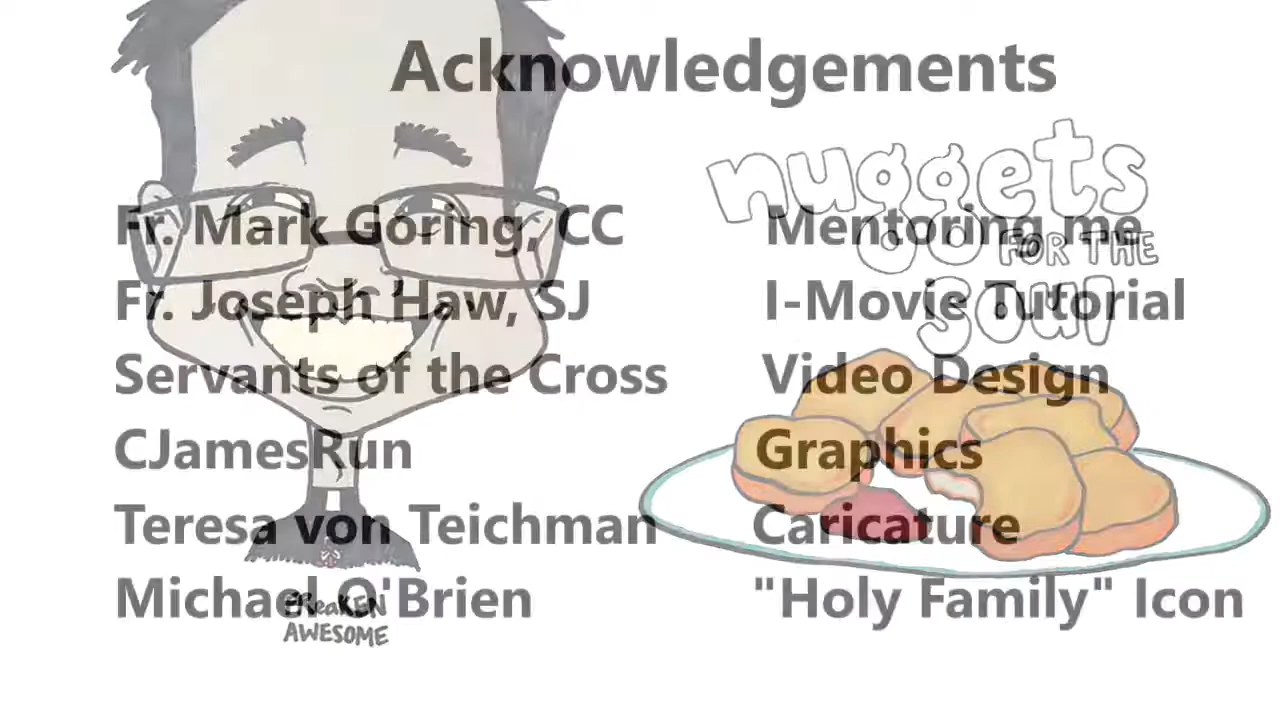 Acknowledgements
nuggets
FOR THE
Soul
Fr. Mark Goring, CC Mentoring me
Fr. Joseph Haw, SJ I-Movie Tutorial
Servants of the Cross Video Design
CJamesRun Graphics
Teresa von Teichman Caricature
Michael O'Brien "Holy Family" Icon
FReaKEN
AWESOME